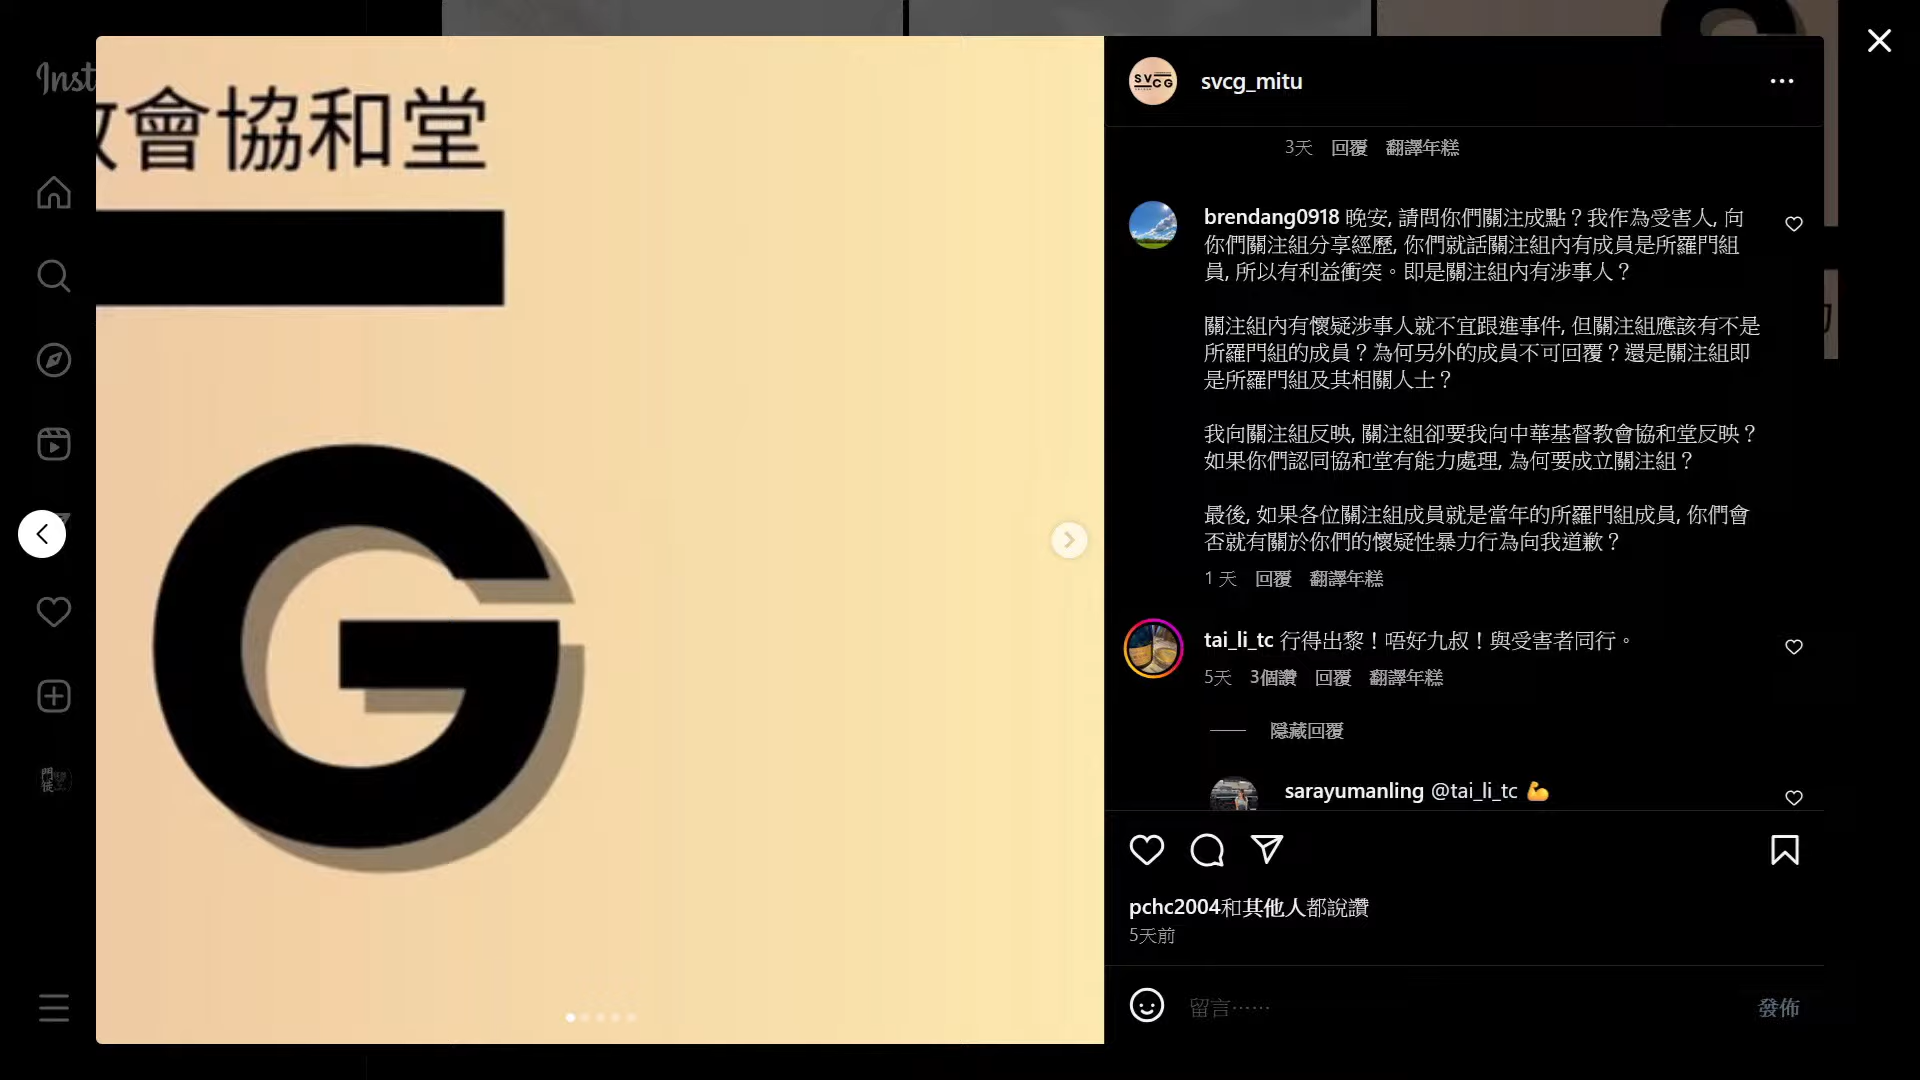 Inst
教會協和堂
G
SV
CG
svcg_mitu
3天 回覆 翻譯年糕
brendang0918 晚安, 請問你們關注成點？我作為受害人, 向
你們關注組分享經歷, 你們就話關注組內有成員是所羅門組
員, 所以有利益衝突。即是關注組內有涉事人？
關注組內有懷疑涉事人就不宜跟進事件, 但關注組應該有不是
所羅門組的成員？為何另外的成員不可回覆？還是關注組即
是所羅門組及其相關人士？
我向關注組反映, 關注組卻要我向中華基督教會協和堂反映？
如果你們認同協和堂有能力處理, 為何要成立關注組？
最後, 如果各位關注組成員就是當年的所羅門組成員, 你們會
否就有關於你們的懷疑性暴力行為向我道歉？
1 天 回覆 翻譯年糕
tai_li_tc 行得出黎！唔好九叔！與受害者同行。
5天 3個讚 回覆 翻譯年糕
隱藏回覆
sarayumanling @tai_li_tc 💪
pchc2004和其他人都說讚
5天前
留言……
發佈